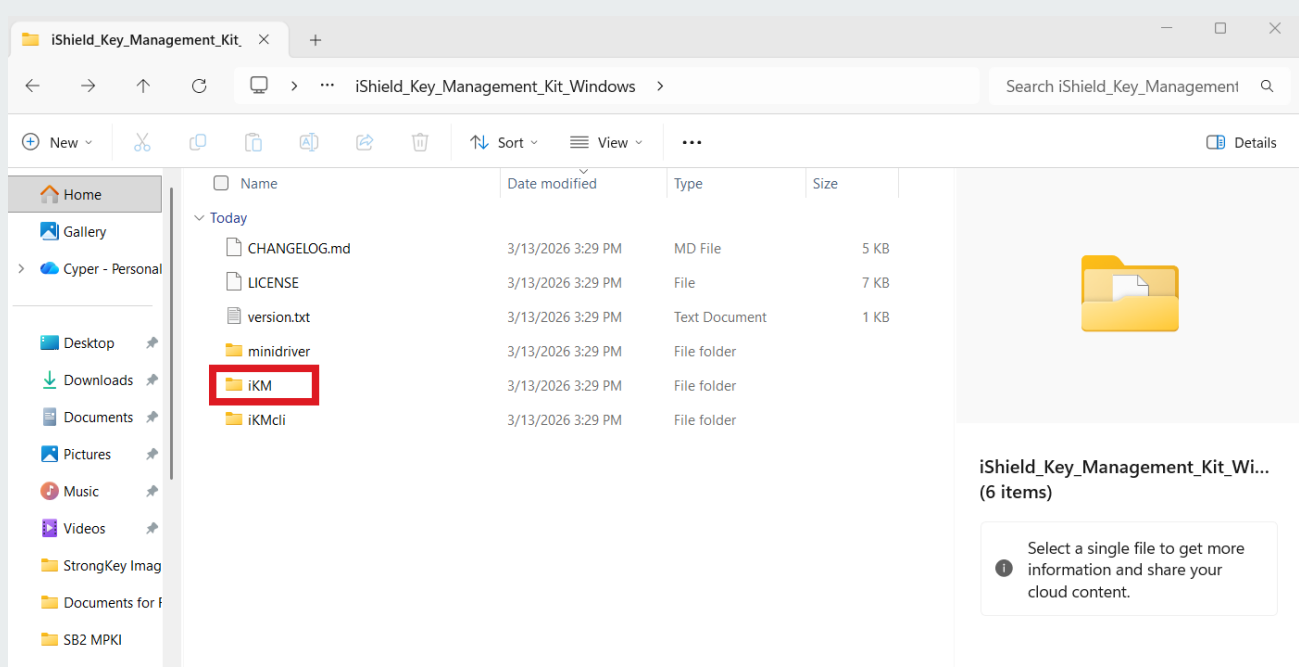 iShield_Key_Management_Kit_
iShield_Key_Management_Kit_Windows
Search iShield_Key_Management
New
Sort
View
Details
Home
Gallery
Cyper - Personal
Desktop
Downloads
Documents
Pictures
Music
Videos
StrongKey Imag
Documents for F
SB2 MPKI
Name Date modified Type Size
Today
CHANGELOG.md 3/13/2026 3:29 PM MD File 5 KB
LICENSE 3/13/2026 3:29 PM File 7 KB
version.txt 3/13/2026 3:29 PM Text Document 1 KB
minidriver 3/13/2026 3:29 PM File folder
iKM 3/13/2026 3:29 PM File folder
iKMcli 3/13/2026 3:29 PM File folder
iShield_Key_Management_Kit_Wi...
(6 items)
Select a single file to get more
information and share your
cloud content.